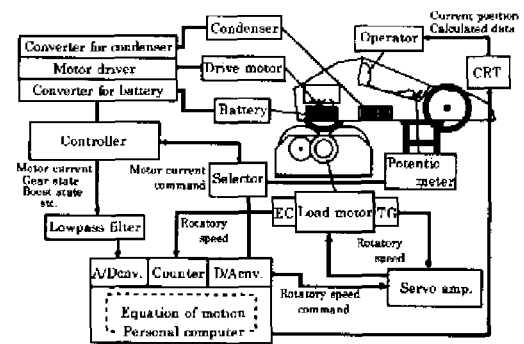 Current position
Calculated data
Condenser
Operator
Converter for condenser
Motor driver
Drive motor
CRT
Converter for battery
Battery
Controller
Motor current
Gear state
Boost state
etc.
Motor current
command
Selector
Potentio
meter
Lowpass filter
Rotatory
speed
EC
Load motor
TG
Rotatory
speed
A/Dcnv.
Counter
D/Acnv.
Servo amp.
Rotatory speed
command
Equation of motion
Personal computer